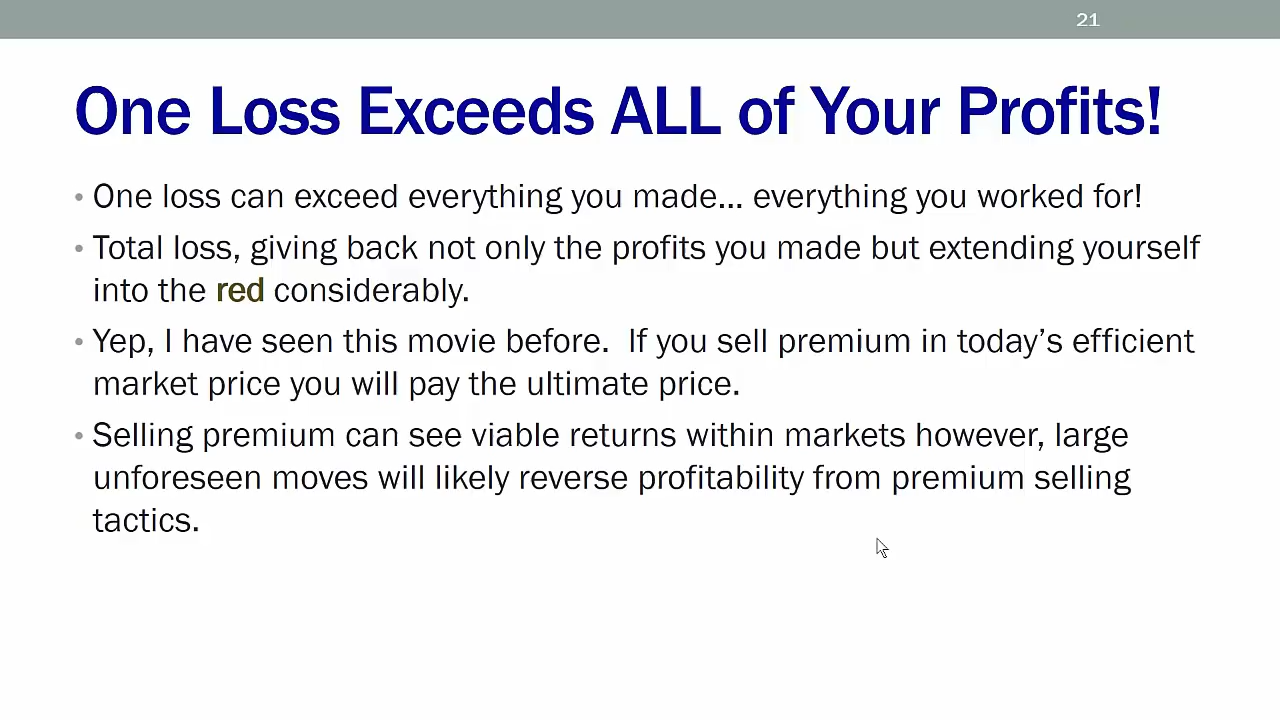 21
One Loss Exceeds ALL of Your Profits!
• One loss can exceed everything you made... everything you worked for!
• Total loss, giving back not only the profits you made but extending yourself
into the red considerably.
• Yep, I have seen this movie before.  If you sell premium in today’s efficient
market price you will pay the ultimate price.
• Selling premium can see viable returns within markets however, large
unforeseen moves will likely reverse profitability from premium selling
tactics.